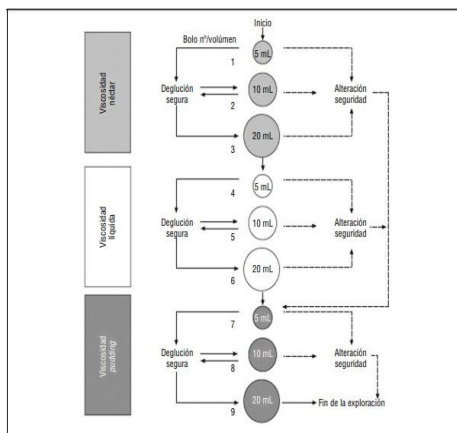 Inicio
Bolo nº/volúmen
Viscosidad
néctar
1
5 mL
Deglución
segura
2
10 mL
Alteración
seguridad
3
20 mL
Viscosidad
líquida
4
5 mL
Deglución
segura
5
10 mL
Alteración
seguridad
6
20 mL
Viscosidad
pudding
7
5 mL
Deglución
segura
8
10 mL
Alteración
seguridad
9
20 mL
Fin de la exploración